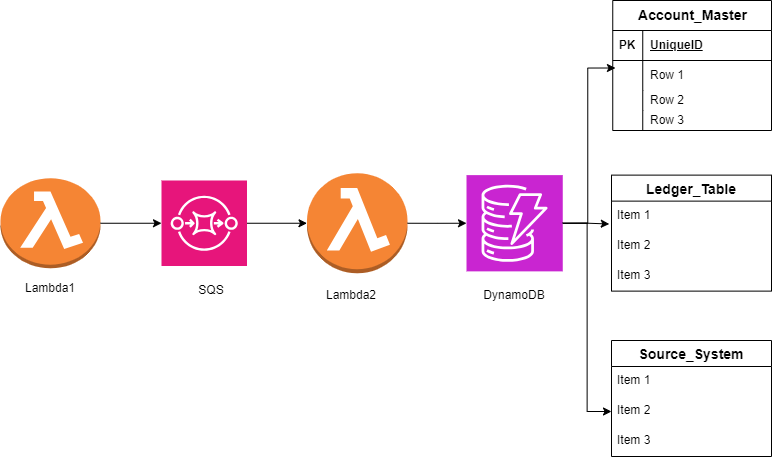 Account_Master
PK UniqueID
Row 1
Row 2
Row 3
Lambda1
SQS
Lambda2
DynamoDB
Ledger_Table
Item 1
Item 2
Item 3
Source_System
Item 1
Item 2
Item 3